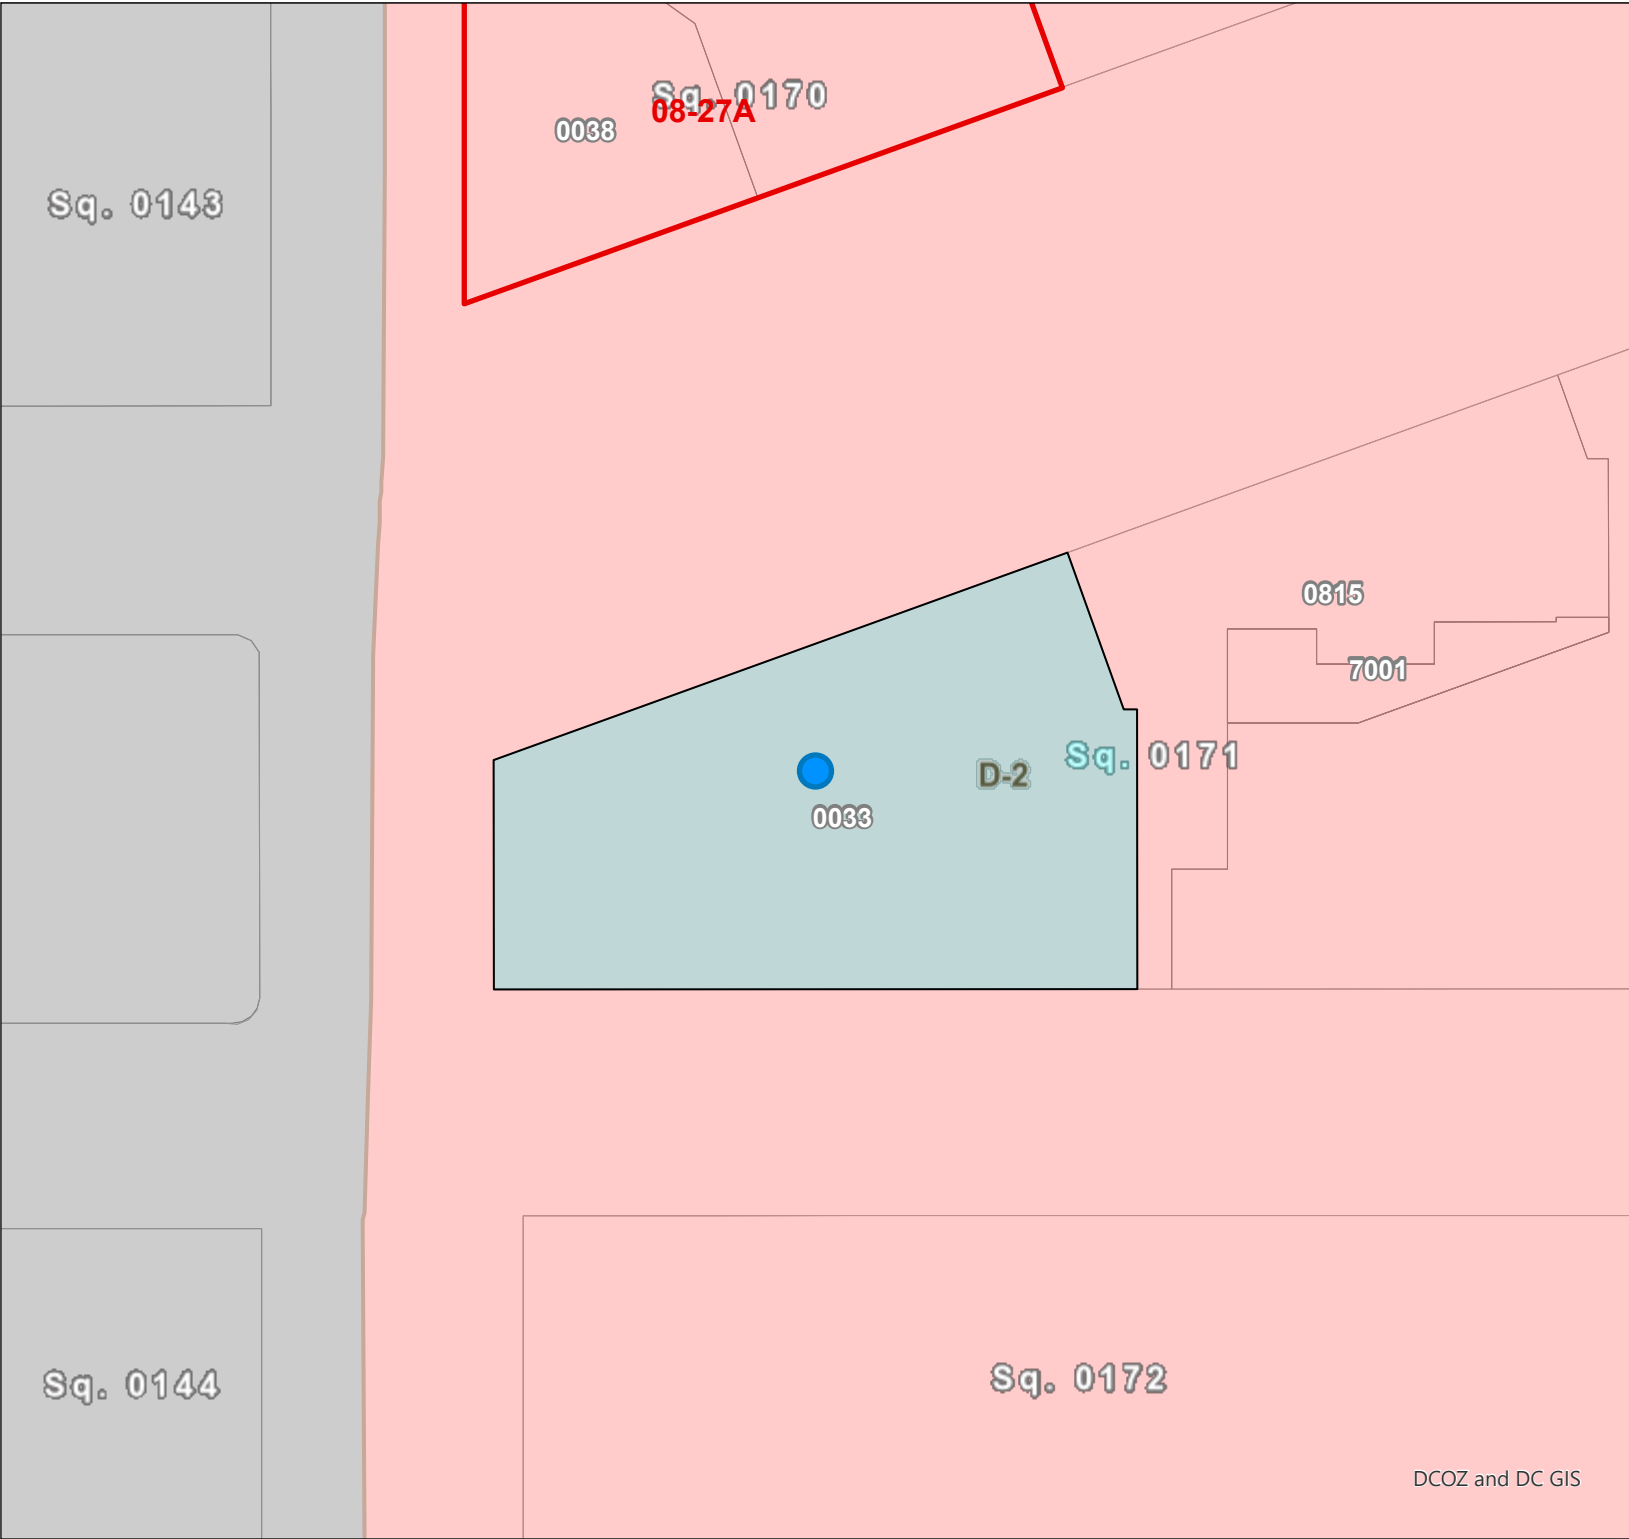 Sq. 0170
08-27A
0038
Sq. 0143
0815
7001
Sq. 0171
D-2
0033
Sq. 0172
Sq. 0144
DCOZ and DC GIS